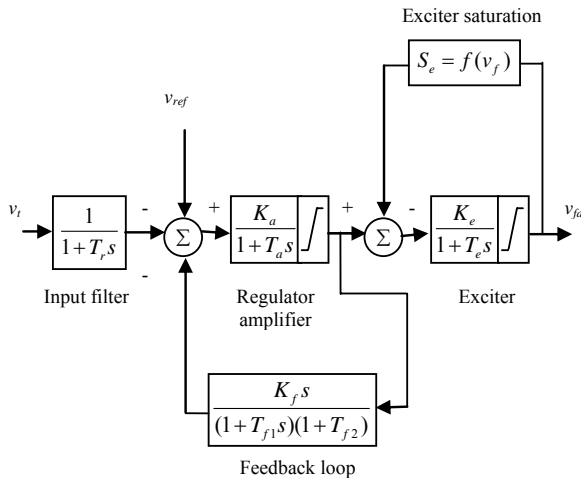 Exciter saturation
S_e = f(v_f)
v_ref
v_t
1
1+T_r s
-
-
Σ
+
K_a
1+T_a s
+
Σ
-
K_e
1+T_e s
v_fd
Input filter
Regulator
amplifier
Exciter
K_f s
(1+T_f1 s)(1+T_f2)
Feedback loop